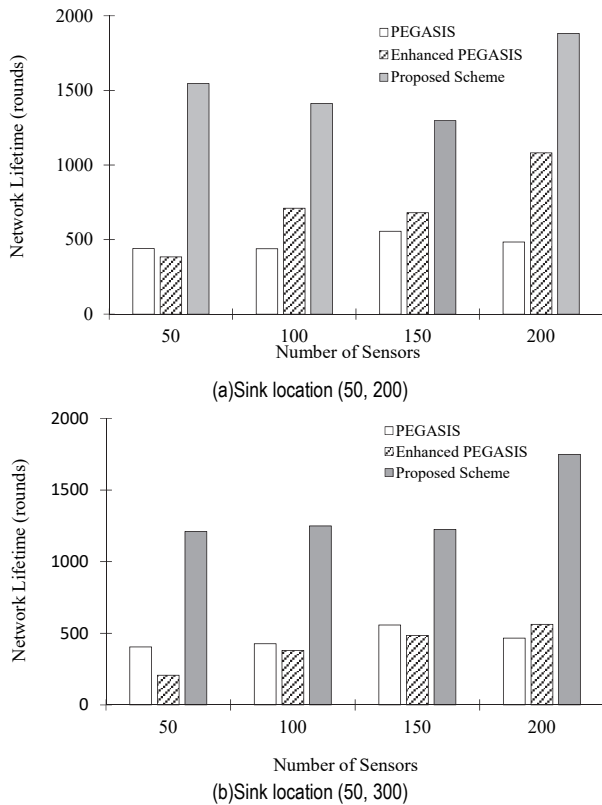 2000
1500
1000
500
0
Network Lifetime (rounds)
PEGASIS
Enhanced PEGASIS
Proposed Scheme
50 100 150 200
Number of Sensors
(a)Sink location (50, 200)
2000
1500
1000
500
0
Network Lifetime (rounds)
PEGASIS
Enhanced PEGASIS
Proposed Scheme
50 100 150 200
Number of Sensors
(b)Sink location (50, 300)